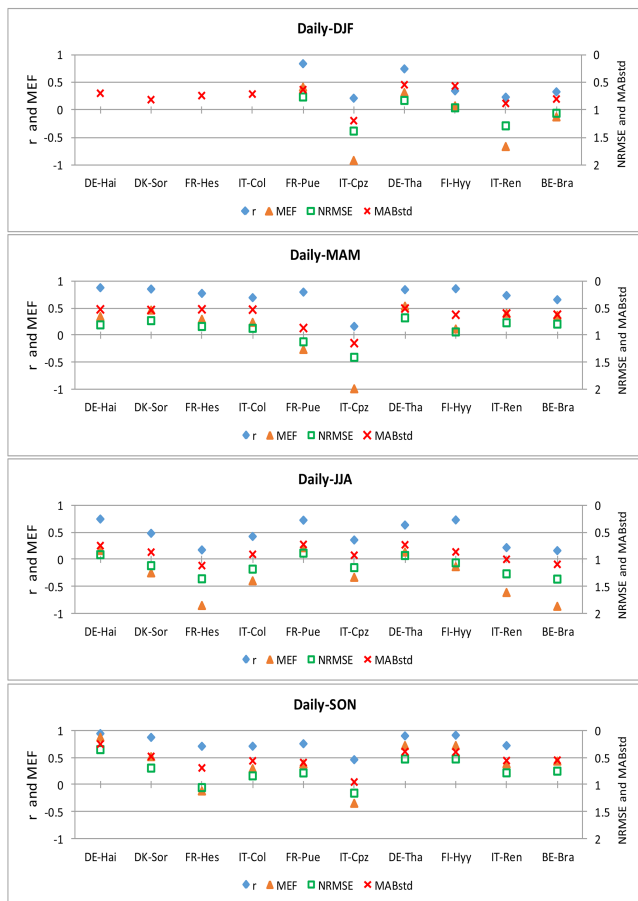 Daily-DJF
r and MEF
1
0.5
0
-0.5
-1
0
0.5
1
1.5
2
NRMSE and MABstd
DE-Hai DK-Sor FR-Hes IT-Col FR-Pue IT-Cpz DE-Tha FI-Hyy IT-Ren BE-Bra
r MEF NRMSE MABstd
Daily-MAM
r and MEF
1
0.5
0
-0.5
-1
0
0.5
1
1.5
2
NRMSE and MABstd
DE-Hai DK-Sor FR-Hes IT-Col FR-Pue IT-Cpz DE-Tha FI-Hyy IT-Ren BE-Bra
r MEF NRMSE MABstd
Daily-JJA
r and MEF
1
0.5
0
-0.5
-1
0
0.5
1
1.5
2
NRMSE and MABstd
DE-Hai DK-Sor FR-Hes IT-Col FR-Pue IT-Cpz DE-Tha FI-Hyy IT-Ren BE-Bra
r MEF NRMSE MABstd
Daily-SON
r and MEF
1
0.5
0
-0.5
-1
0
0.5
1
1.5
2
NRMSE and MABstd
DE-Hai DK-Sor FR-Hes IT-Col FR-Pue IT-Cpz DE-Tha FI-Hyy IT-Ren BE-Bra
r MEF NRMSE MABstd